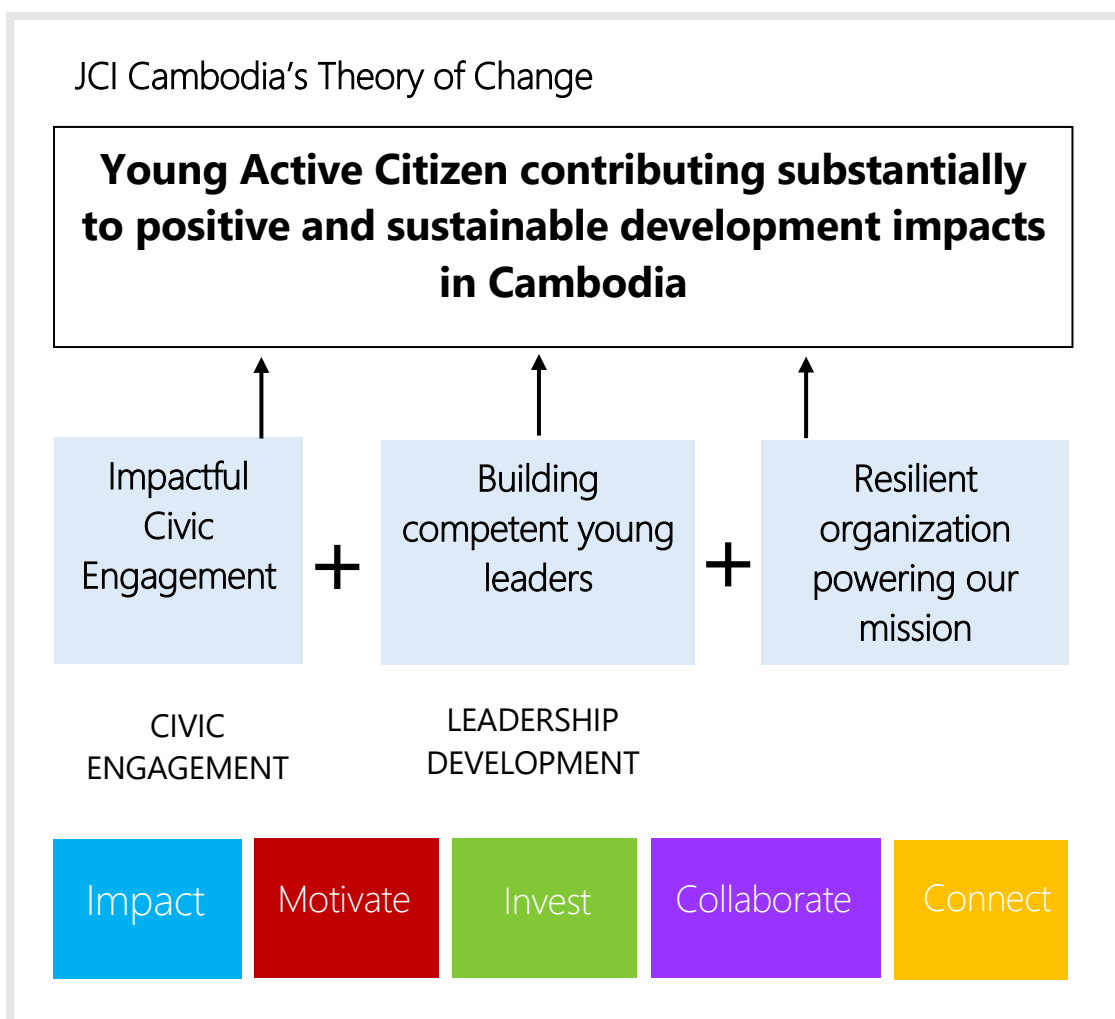 JCI Cambodia's Theory of Change
Young Active Citizen contributing substantially
to positive and sustainable development impacts
in Cambodia
Impactful
Civic
Engagement
+
Building
competent young
leaders
+
Resilient
organization
powering our
mission
CIVIC
ENGAGEMENT
LEADERSHIP
DEVELOPMENT
Impact
Motivate
Invest
Collaborate
Connect